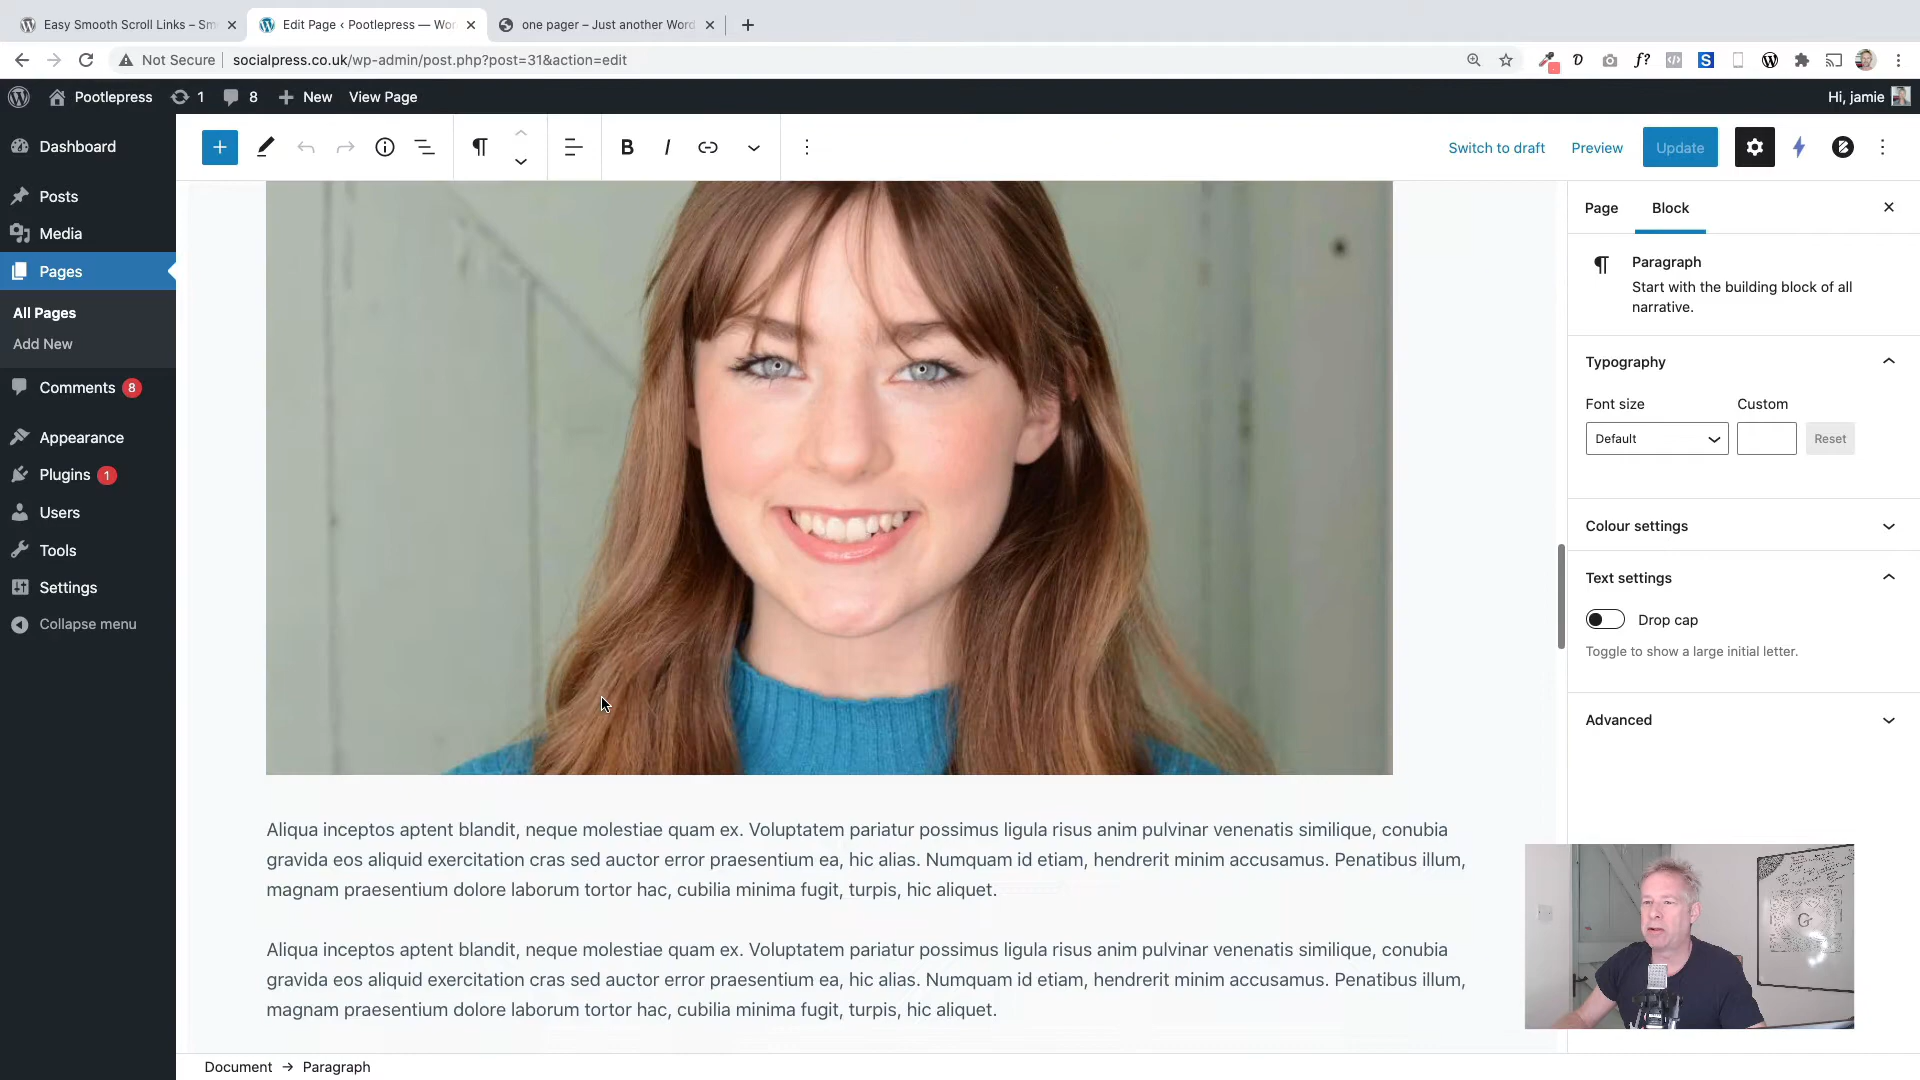 Easy Smooth Scroll Links – Sm
Edit Page ‹ Pootlepress — Wor
one pager – Just another Word
Not Secure
socialpress.co.uk/wp-admin/post.php?post=31&action=edit
Pootlepress
1
8
New
View Page
Hi, jamie
Dashboard
Posts
Media
Pages
All Pages
Add New
Comments 8
Appearance
Plugins 1
Users
Tools
Settings
Collapse menu
B
I
Switch to draft
Preview
Update
Page
Block
Paragraph
Start with the building block of all
narrative.
Typography
Font size
Custom
Default
Reset
Colour settings
Text settings
Drop cap
Toggle to show a large initial letter.
Advanced
Aliqua inceptos aptent blandit, neque molestiae quam ex. Voluptatem pariatur possimus ligula risus anim pulvinar venenatis similique, conubia
gravida eos aliquid exercitation cras sed auctor error praesentium ea, hic alias. Numquam id etiam, hendrerit minim accusamus. Penatibus illum,
magnam praesentium dolore laborum tortor hac, cubilia minima fugit, turpis, hic aliquet.
Aliqua inceptos aptent blandit, neque molestiae quam ex. Voluptatem pariatur possimus ligula risus anim pulvinar venenatis similique, conubia
gravida eos aliquid exercitation cras sed auctor error praesentium ea, hic alias. Numquam id etiam, hendrerit minim accusamus. Penatibus illum,
magnam praesentium dolore laborum tortor hac, cubilia minima fugit, turpis, hic aliquet.
Document → Paragraph